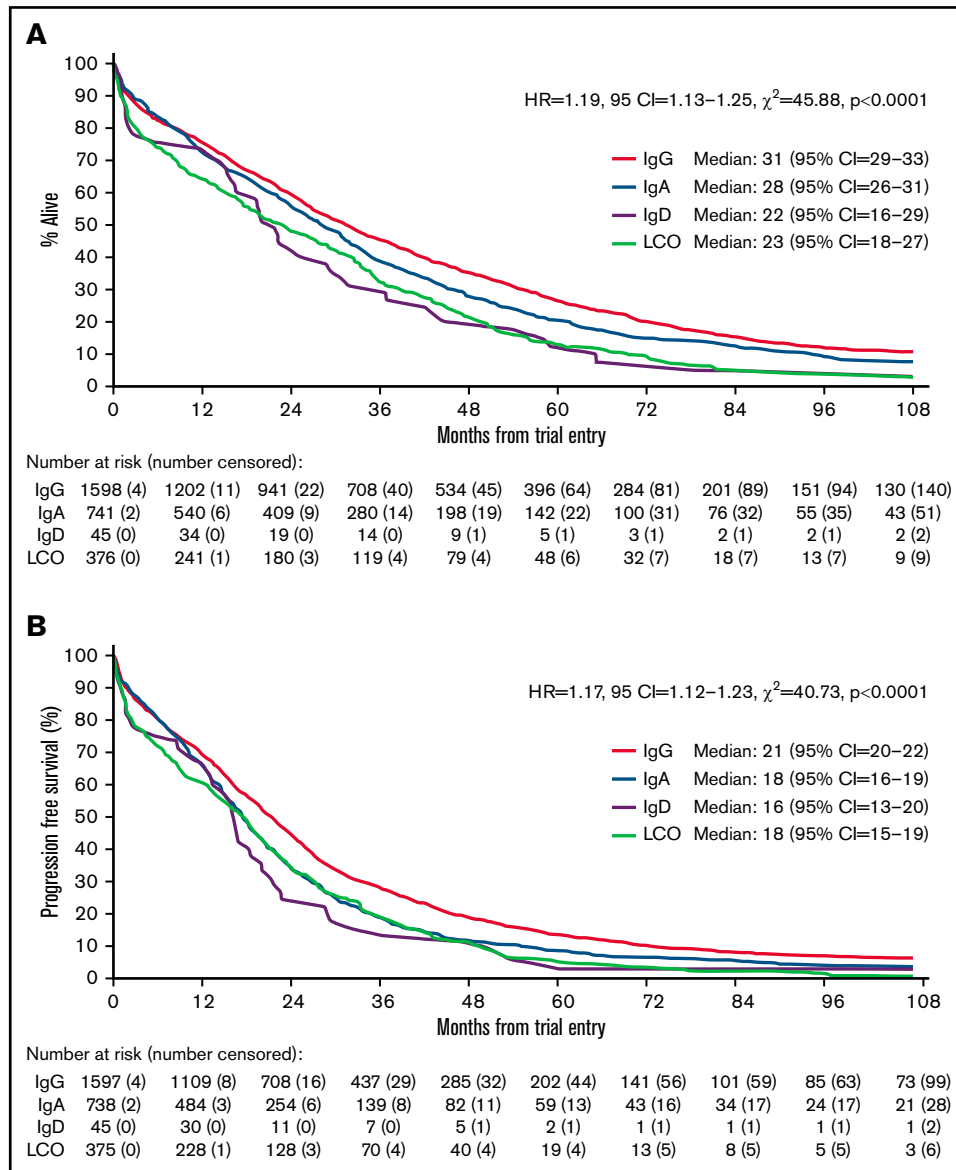 A
100
90
80
70
60
50
40
30
20
10
0
% Alive
HR=1.19, 95 CI=1.13–1.25, χ²=45.88, p<0.0001
IgG Median: 31 (95% CI=29–33)
IgA Median: 28 (95% CI=26–31)
IgD Median: 22 (95% CI=16–29)
LCO Median: 23 (95% CI=18–27)
0 12 24 36 48 60 72 84 96 108
Months from trial entry
Number at risk (number censored):
IgG 1598 (4) 1202 (11) 941 (22) 708 (40) 534 (45) 396 (64) 284 (81) 201 (89) 151 (94) 130 (140)
IgA 741 (2) 540 (6) 409 (9) 280 (14) 198 (19) 142 (22) 100 (31) 76 (32) 55 (35) 43 (51)
IgD 45 (0) 34 (0) 19 (0) 14 (0) 9 (1) 5 (1) 3 (1) 2 (1) 2 (1) 2 (2)
LCO 376 (0) 241 (1) 180 (3) 119 (4) 79 (4) 48 (6) 32 (7) 18 (7) 13 (7) 9 (9)
B
100
90
80
70
60
50
40
30
20
10
0
Progression free survival (%)
HR=1.17, 95 CI=1.12–1.23, χ²=40.73, p<0.0001
IgG Median: 21 (95% CI=20–22)
IgA Median: 18 (95% CI=16–19)
IgD Median: 16 (95% CI=13–20)
LCO Median: 18 (95% CI=15–19)
0 12 24 36 48 60 72 84 96 108
Months from trial entry
Number at risk (number censored):
IgG 1597 (4) 1109 (8) 708 (16) 437 (29) 285 (32) 202 (44) 141 (56) 101 (59) 85 (63) 73 (99)
IgA 738 (2) 484 (3) 254 (6) 139 (8) 82 (11) 59 (13) 43 (16) 34 (17) 24 (17) 21 (28)
IgD 45 (0) 30 (0) 11 (0) 7 (0) 5 (1) 2 (1) 1 (1) 1 (1) 1 (1) 1 (2)
LCO 375 (0) 228 (1) 128 (3) 70 (4) 40 (4) 19 (4) 13 (5) 8 (5) 5 (5) 3 (6)